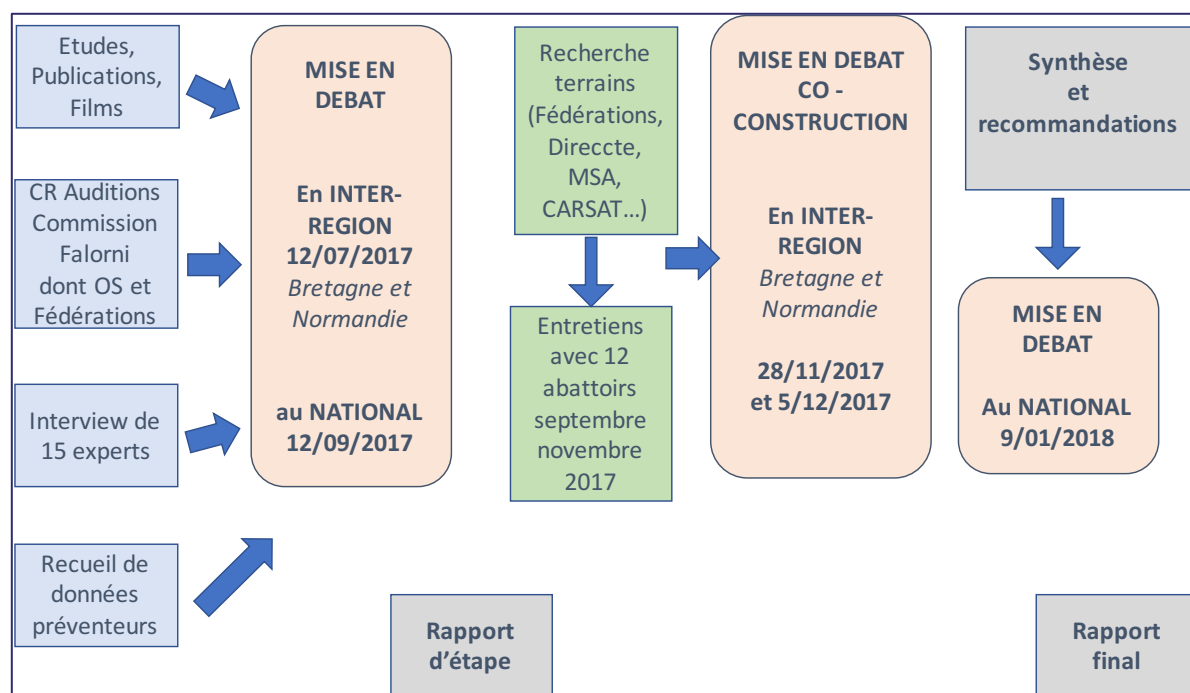 Etudes,
Publications,
Films
CR Auditions
Commission
Falorni
dont OS et
Fédérations
Interview de
15 experts
Recueil de
données
préventeurs
MISE EN
DEBAT
En INTER-
REGION
12/07/2017
Bretagne et
Normandie
au NATIONAL
12/09/2017
Rapport
d’étape
Recherche
terrains
(Fédérations,
Direccte,
MSA,
CARSAT…)
Entretiens
avec 12
abattoirs
septembre
novembre
2017
MISE EN DEBAT
CO -
CONSTRUCTION
En INTER-
REGION
Bretagne et
Normandie
28/11/2017
et 5/12/2017
Synthèse
et
recommandations
MISE EN
DEBAT
Au NATIONAL
9/01/2018
Rapport
final